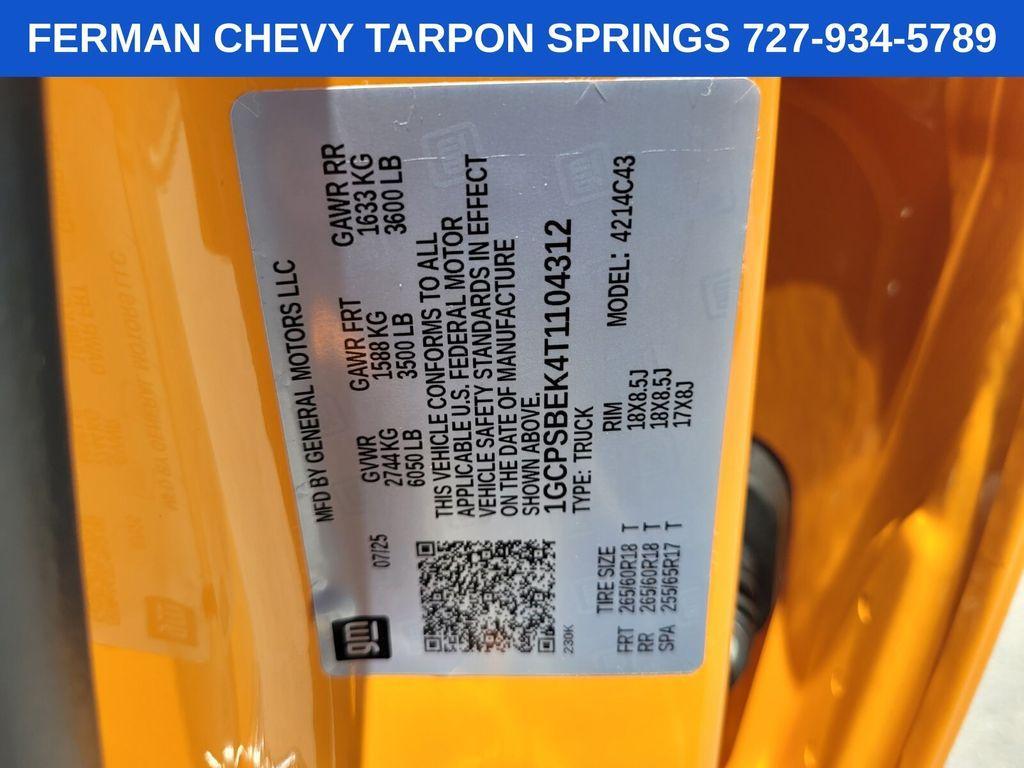 FERMAN CHEVY TARPON SPRINGS 727-934-5789
MFD BY GENERAL MOTORS LLC
07/25
GVWR GAWR FRT GAWR RR
2744 KG 1588 KG 1633 KG
6050 LB 3500 LB 3600 LB
THIS VEHICLE CONFORMS TO ALL
APPLICABLE U.S. FEDERAL MOTOR
VEHICLE SAFETY STANDARDS IN EFFECT
ON THE DATE OF MANUFACTURE
SHOWN ABOVE.
1GCPSBEK4T1104312
TYPE: TRUCK
MODEL: 4214C43
gm
230K
TIRE SIZE RIM
FRT 265/60R18 T 18X8.5J
RR 265/60R18 T 18X8.5J
SPA 255/65R17 T 17X8J